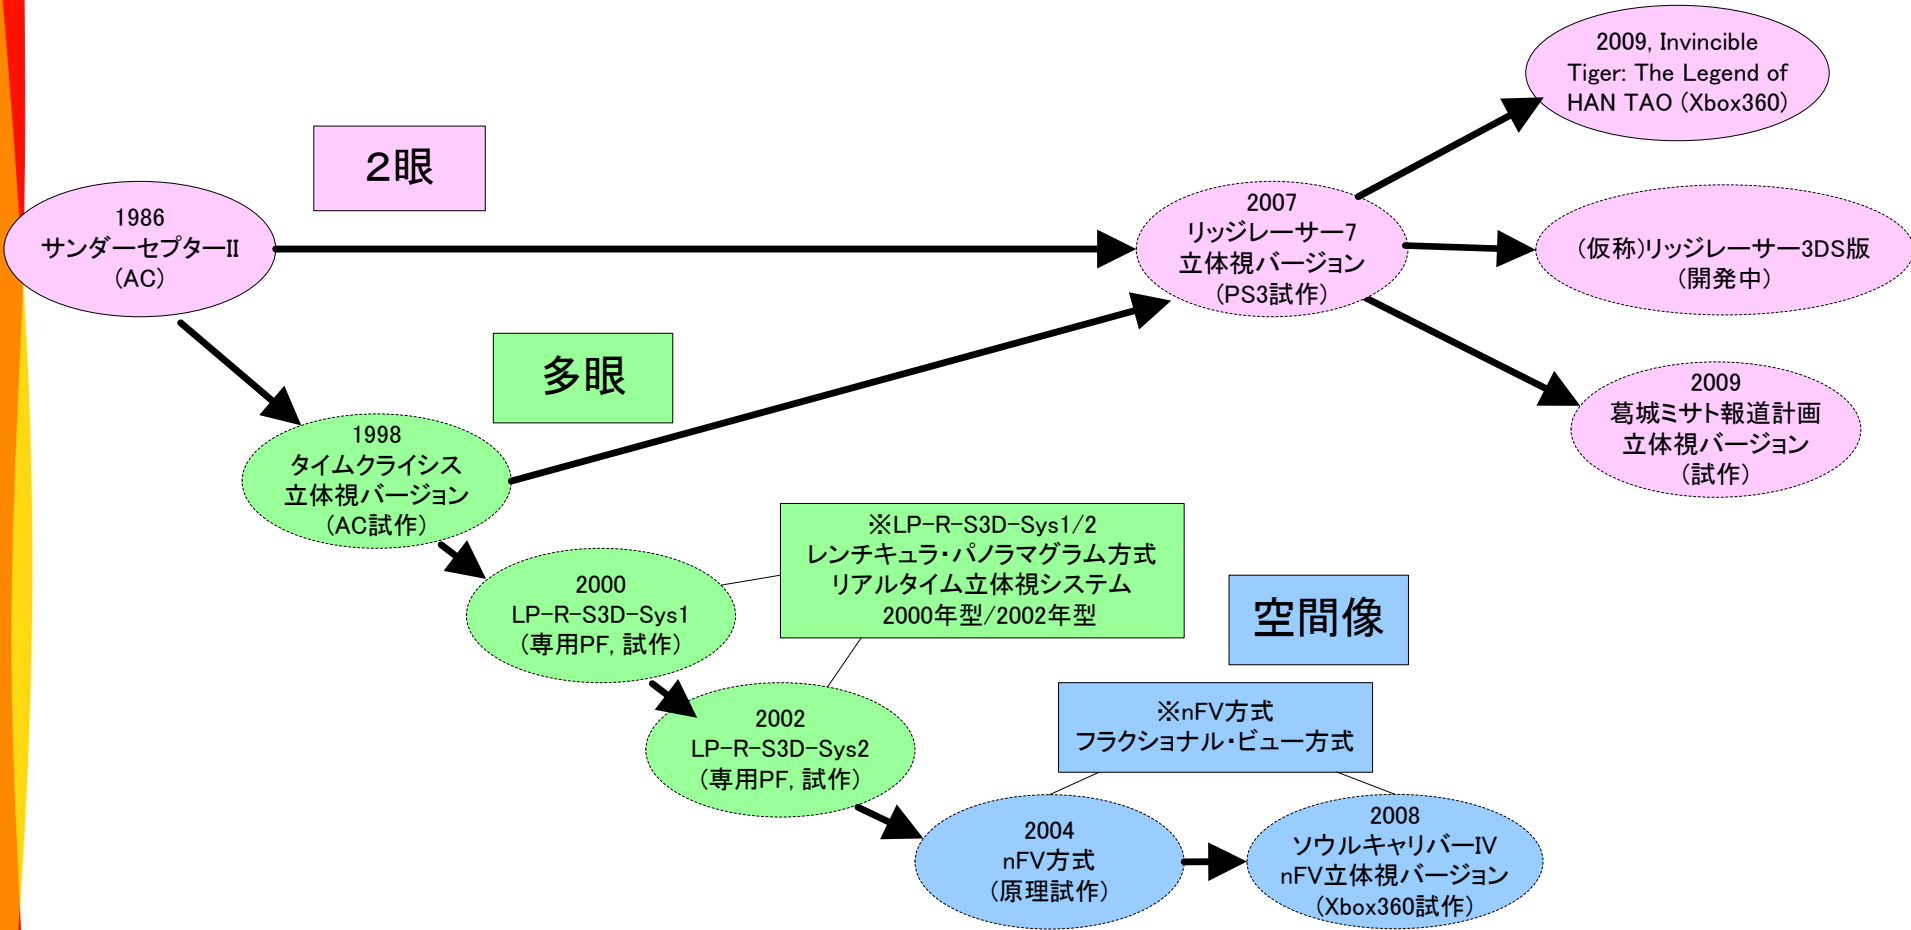 2009, Invincible
Tiger: The Legend of
HAN TAO (Xbox360)
2眼
1986
サンダーセプターII
(AC)
2007
リッジレーサー7
立体視バージョン
(PS3試作)
(仮称)リッジレーサー3DS版
(開発中)
多眼
2009
葛城ミサト報道計画
立体視バージョン
(試作)
1998
タイムクライシス
立体視バージョン
(AC試作)
※LP-R-S3D-Sys1/2
レンチキュラ・パノラマグラム方式
リアルタイム立体視システム
2000年型/2002年型
2000
LP-R-S3D-Sys1
(専用PF, 試作)
空間像
2002
LP-R-S3D-Sys2
(専用PF, 試作)
※nFV方式
フラクショナル・ビュー方式
2004
nFV方式
(原理試作)
2008
ソウルキャリバーIV
nFV立体視バージョン
(Xbox360試作)